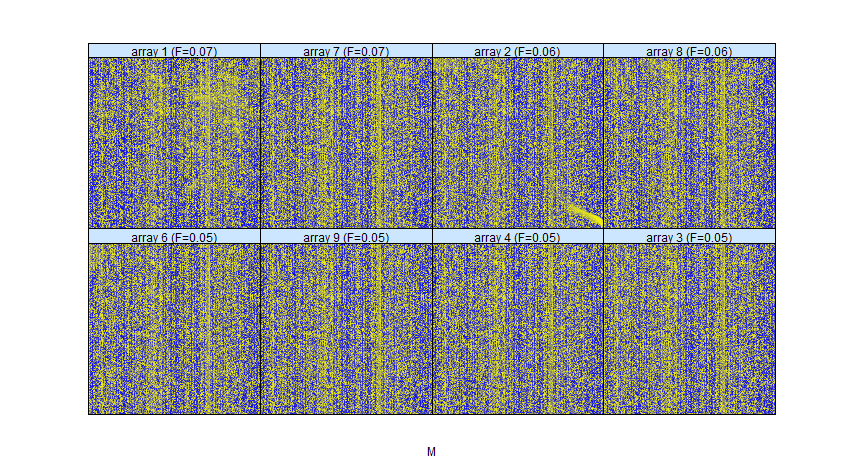 array 1 (F=0.07)
array 7 (F=0.07)
array 2 (F=0.06)
array 8 (F=0.06)
array 6 (F=0.05)
array 9 (F=0.05)
array 4 (F=0.05)
array 3 (F=0.05)
M